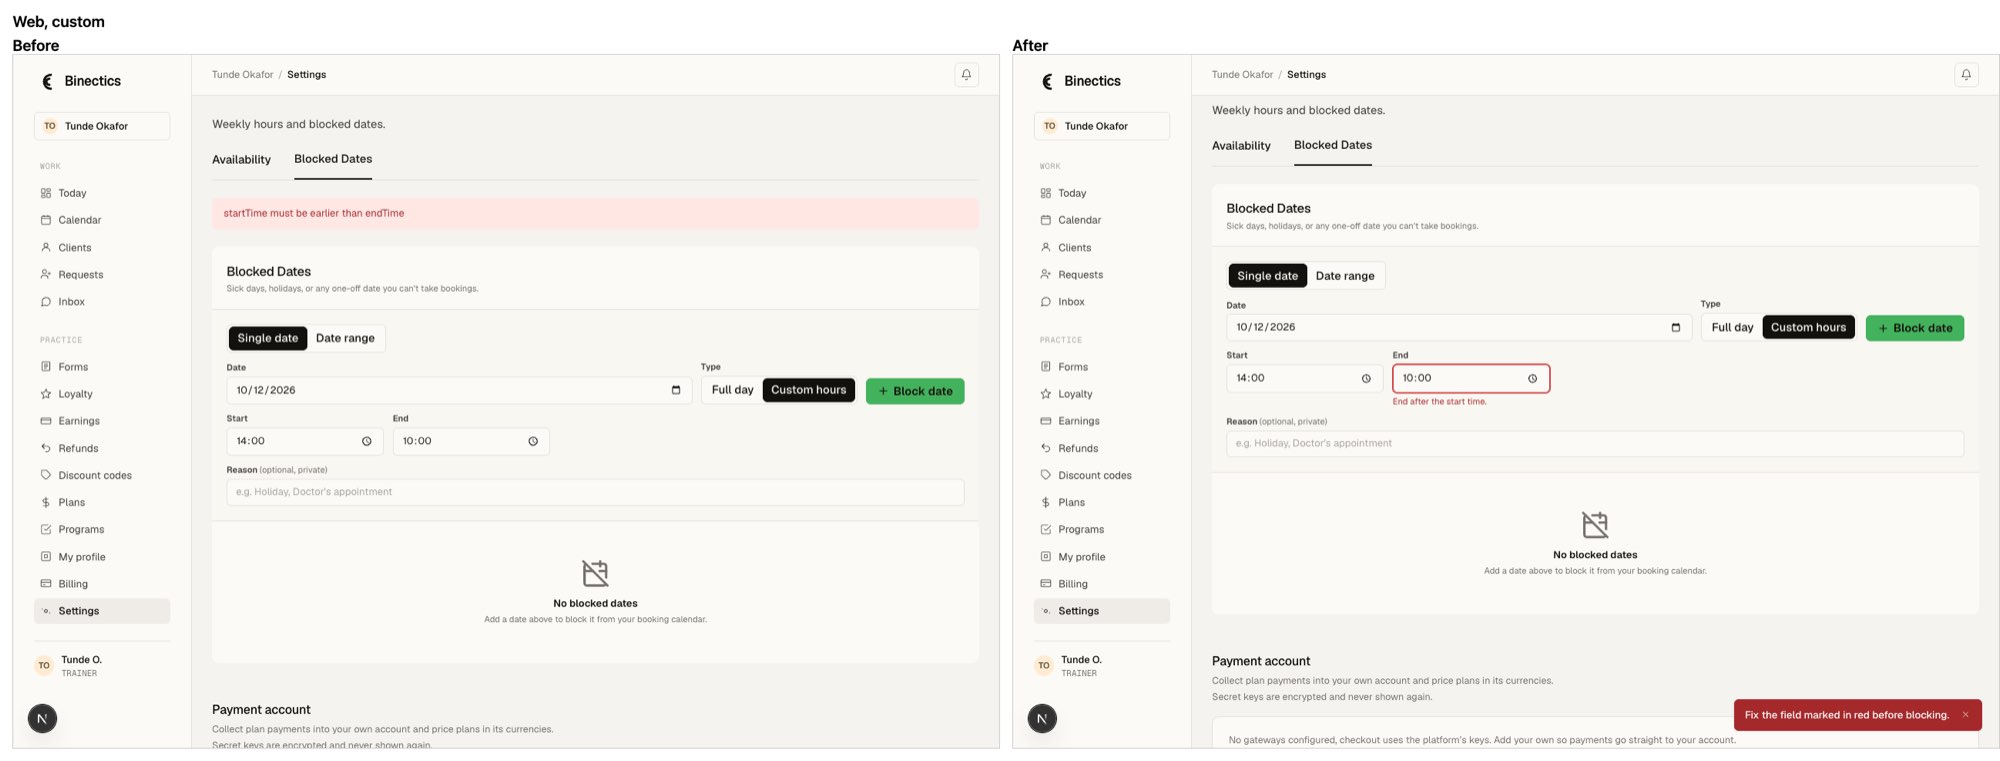 Web, custom
Before
Binectics
TO Tunde Okafor
WORK
Today
Calendar
Clients
Requests
Inbox
PRACTICE
Forms
Loyalty
Earnings
Refunds
Discount codes
Plans
Programs
My profile
Billing
Settings
TO Tunde O.
TRAINER
N
Tunde Okafor / Settings
Weekly hours and blocked dates.
Availability Blocked Dates
startTime must be earlier than endTime
Blocked Dates
Sick days, holidays, or any one-off date you can't take bookings.
Single date Date range
Date Type
10/12/2026 Full day Custom hours + Block date
Start End
14:00 10:00
Reason (optional, private)
e.g. Holiday, Doctor's appointment
No blocked dates
Add a date above to block it from your booking calendar.
Payment account
Collect plan payments into your own account and price plans in its currencies.
Secret keys are encrypted and never shown again.
After
Binectics
TO Tunde Okafor
WORK
Today
Calendar
Clients
Requests
Inbox
PRACTICE
Forms
Loyalty
Earnings
Refunds
Discount codes
Plans
Programs
My profile
Billing
Settings
TO Tunde O.
TRAINER
N
Tunde Okafor / Settings
Weekly hours and blocked dates.
Availability Blocked Dates
Blocked Dates
Sick days, holidays, or any one-off date you can't take bookings.
Single date Date range
Date Type
10/12/2026 Full day Custom hours + Block date
Start End
14:00 10:00
End after the start time.
Reason (optional, private)
e.g. Holiday, Doctor's appointment
No blocked dates
Add a date above to block it from your booking calendar.
Payment account
Collect plan payments into your own account and price plans in its currencies.
Secret keys are encrypted and never shown again.
Fix the field marked in red before blocking. ×
No gateways configured, checkout uses the platform's keys. Add your own so payments go straight to your account.